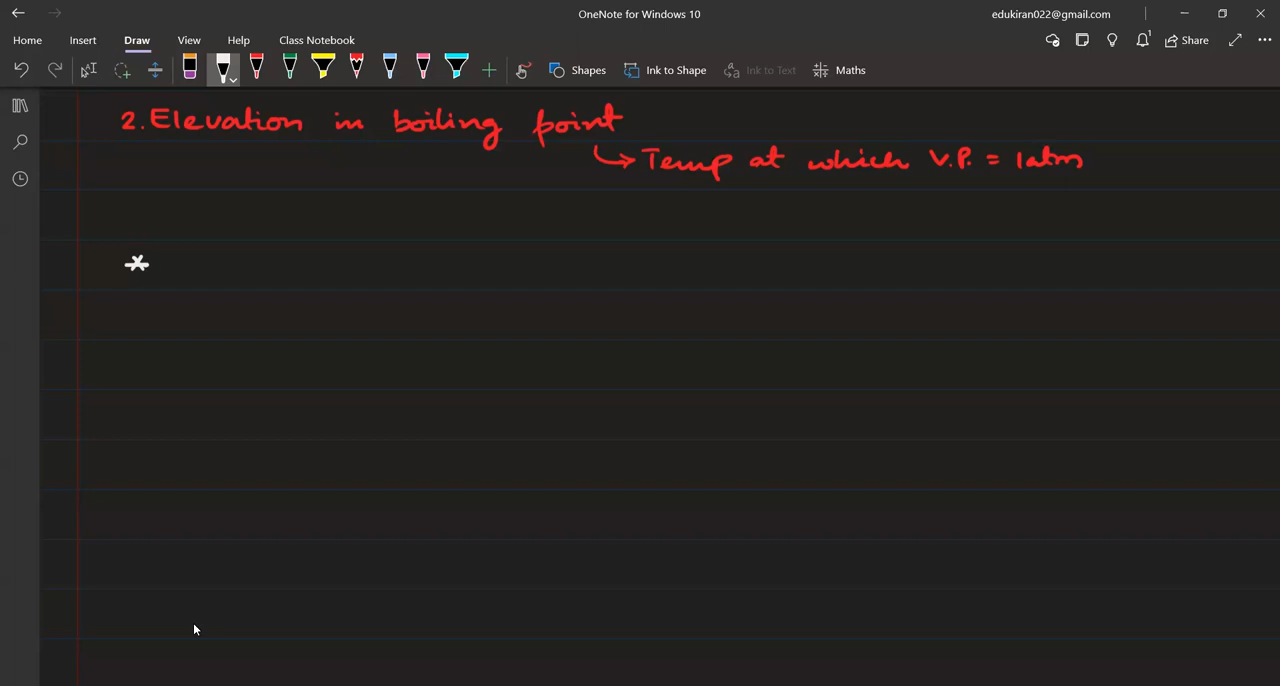 OneNote for Windows 10
edukiran022@gmail.com
Home Insert Draw View Help Class Notebook
Share
Shapes Ink to Shape Ink to Text Maths
2. Elevation in boiling point
↳ Temp at which V.P. = 1atm
*